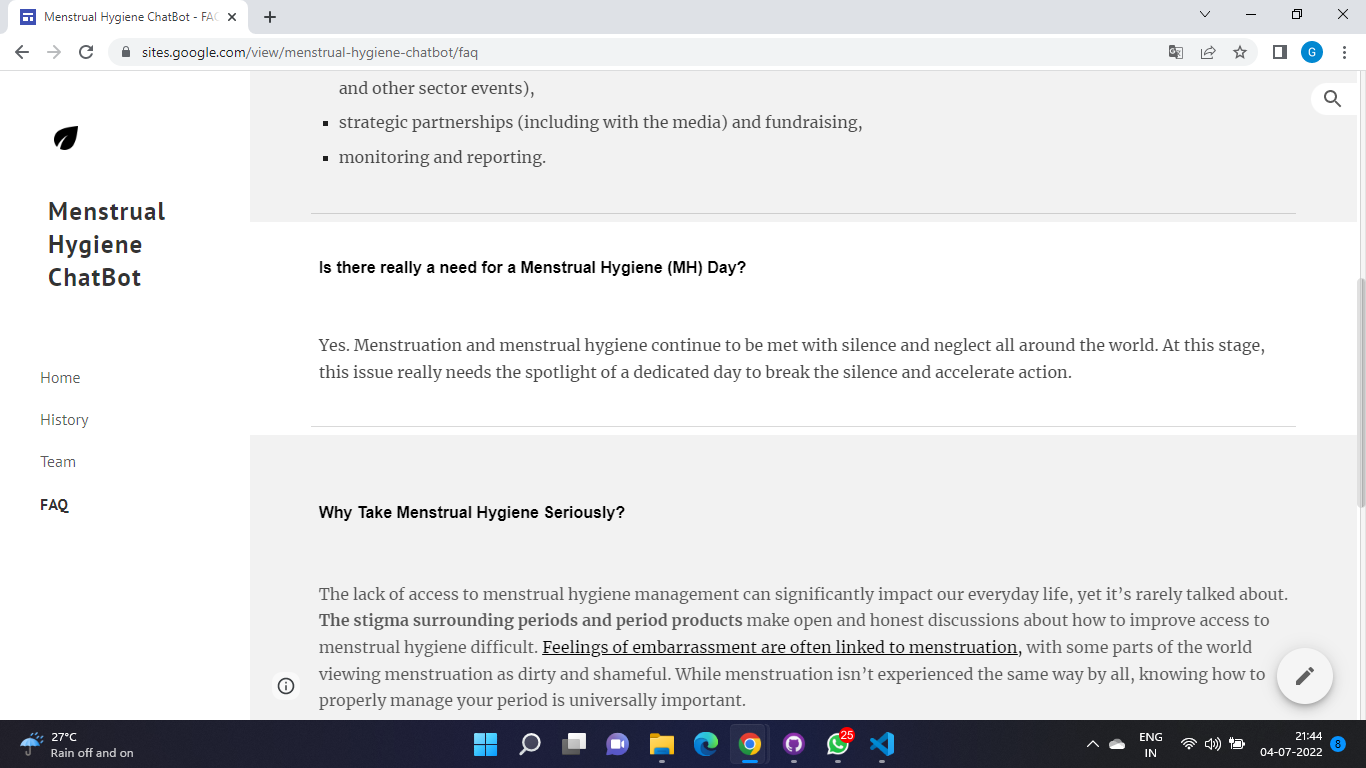 Menstrual Hygiene ChatBot - FAQ
sites.google.com/view/menstrual-hygiene-chatbot/faq
G
Menstrual
Hygiene
ChatBot
Home
History
Team
FAQ
and other sector events),
strategic partnerships (including with the media) and fundraising,
monitoring and reporting.
Is there really a need for a Menstrual Hygiene (MH) Day?
Yes. Menstruation and menstrual hygiene continue to be met with silence and neglect all around the world. At this stage,
this issue really needs the spotlight of a dedicated day to break the silence and accelerate action.
Why Take Menstrual Hygiene Seriously?
The lack of access to menstrual hygiene management can significantly impact our everyday life, yet it’s rarely talked about.
The stigma surrounding periods and period products make open and honest discussions about how to improve access to
menstrual hygiene difficult. Feelings of embarrassment are often linked to menstruation, with some parts of the world
viewing menstruation as dirty and shameful. While menstruation isn’t experienced the same way by all, knowing how to
properly manage your period is universally important.
27°C
Rain off and on
25
ENG
IN
21:44
04-07-2022
8